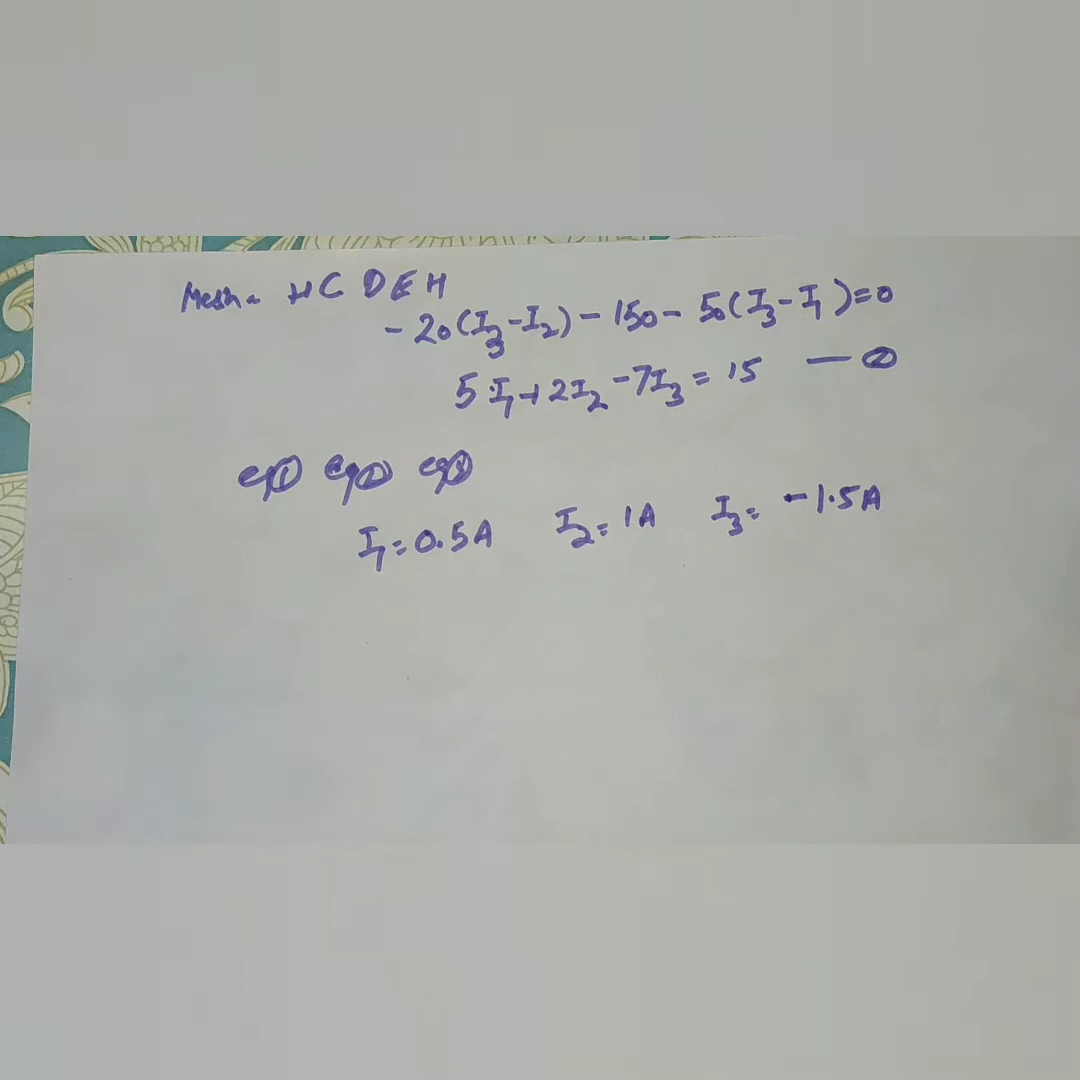 Mesh HCDEH
-20(I₃-I₂)-150-50(I₃-I₁)=0
5I₁+2I₂-7I₃=15 — ②
eq① eq② eq③
I₁=0.5A I₂=1A I₃=-1.5A